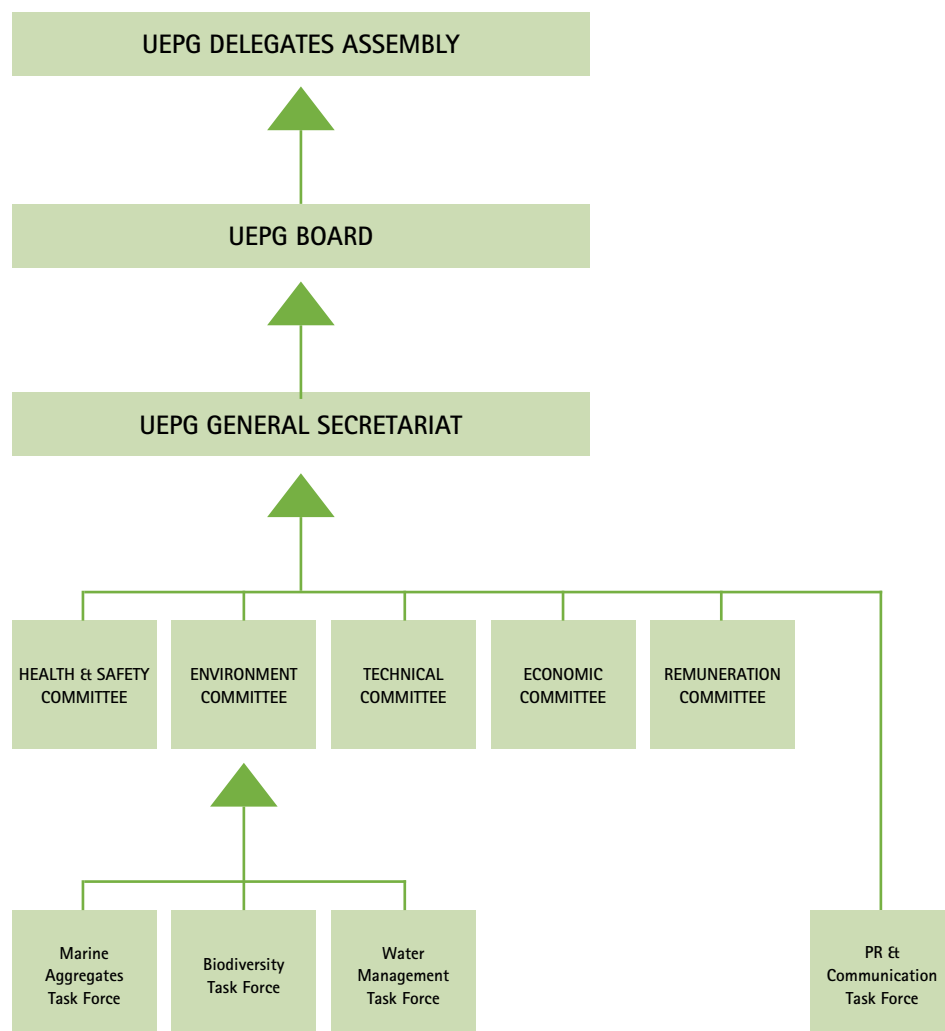 UEPG DELEGATES ASSEMBLY
UEPG BOARD
UEPG GENERAL SECRETARIAT
HEALTH & SAFETY
COMMITTEE
ENVIRONMENT
COMMITTEE
TECHNICAL
COMMITTEE
ECONOMIC
COMMITTEE
REMUNERATION
COMMITTEE
Marine
Aggregates
Task Force
Biodiversity
Task Force
Water
Management
Task Force
PR &
Communication
Task Force